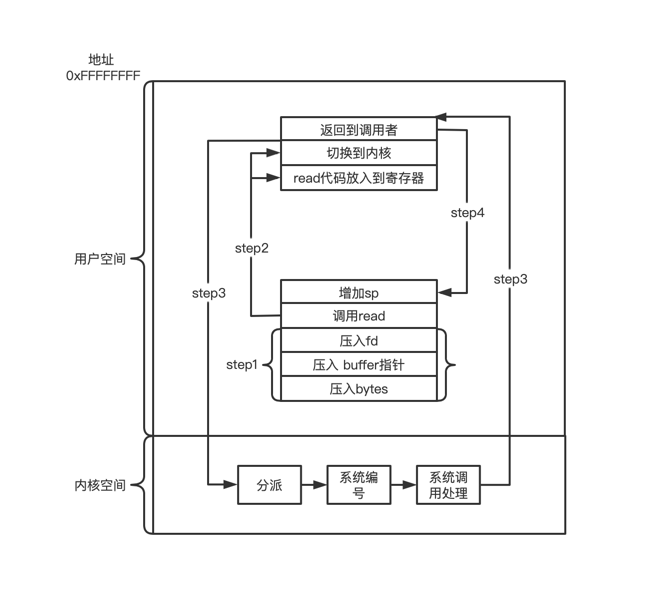 地址
0xFFFFFFFF
返回到调用者
切换到内核
read代码放入到寄存器
step4
step2
用户空间
step3
step3
增加sp
调用read
压入fd
step1
压入 buffer指针
压入bytes
内核空间
分派
系统编
号
系统调
用处理